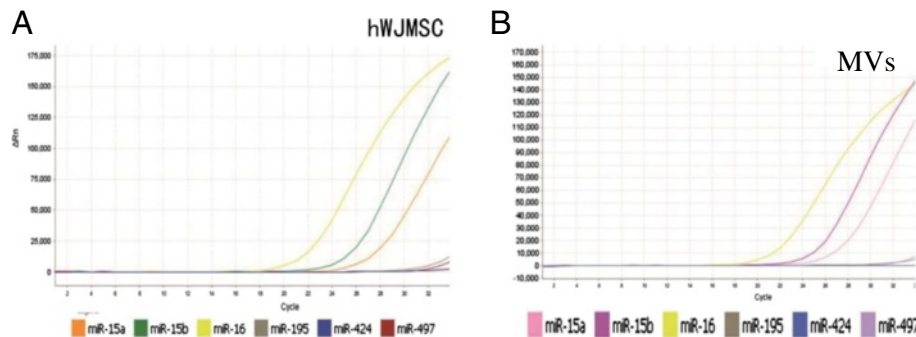 A
hWJMSC
175,000
150,000
125,000
100,000
75,000
50,000
25,000
0
ΔRn
2 4 6 8 10 12 14 16 18 20 22 24 26 28 30 32
Cycle
miR-15a miR-15b miR-16 miR-195 miR-424 miR-497
B
MVs
170,000
160,000
150,000
140,000
130,000
120,000
110,000
100,000
90,000
80,000
70,000
60,000
50,000
40,000
30,000
20,000
10,000
0
-10,000
2 4 6 8 10 12 14 16 18 20 22 24 26 28 30 32
Cycle
miR-15a miR-15b miR-16 miR-195 miR-424 miR-497